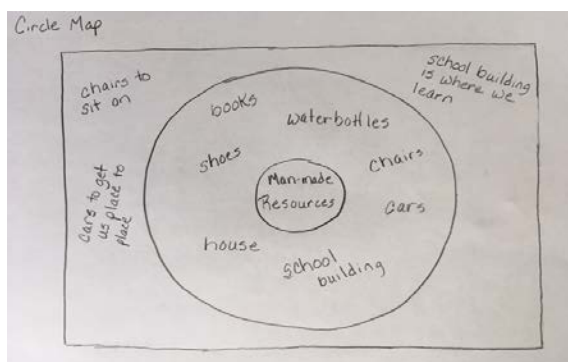 Circle Map
chairs to
sit on
school building
is where we
learn
books
waterbottles
shoes
chairs
Man-made
Resources
cars to get
us place to
place
cars
house
school
building